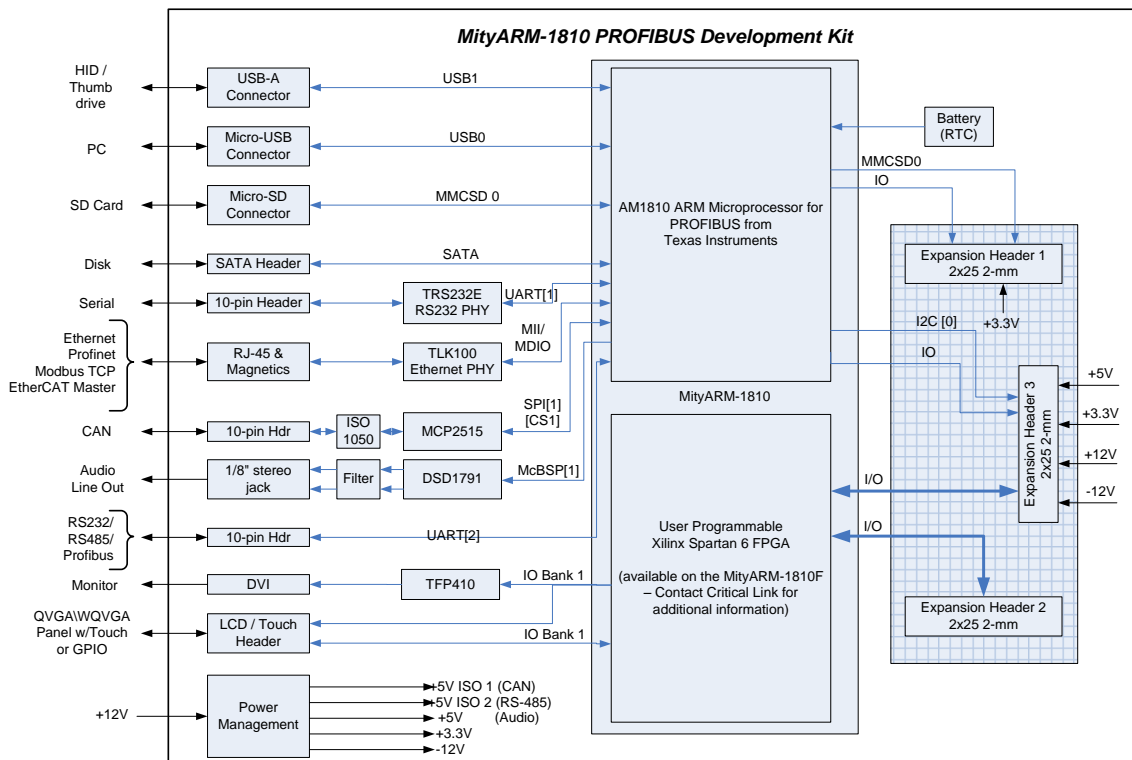 MityARM-1810 PROFIBUS Development Kit
HID /
Thumb
drive
USB-A
Connector
USB1
PC
Micro-USB
Connector
USB0
SD Card
Micro-SD
Connector
MMCSD 0
Disk
SATA Header
SATA
Serial
10-pin Header
TRS232E
RS232 PHY
UART[1]
Ethernet
Profinet
Modbus TCP
EtherCAT Master
RJ-45 &
Magnetics
TLK100
Ethernet PHY
MII/
MDIO
CAN
10-pin Hdr
ISO
1050
MCP2515
SPI[1]
[CS1]
Audio
Line Out
1/8" stereo
jack
Filter
DSD1791
McBSP[1]
RS232/
RS485/
Profibus
10-pin Hdr
UART[2]
Monitor
DVI
TFP410
IO Bank 1
QVGA\WQVGA
Panel w/Touch
or GPIO
LCD / Touch
Header
IO Bank 1
+12V
Power
Management
+5V ISO 1 (CAN)
+5V ISO 2 (RS-485)
+5V (Audio)
+3.3V
-12V
AM1810 ARM Microprocessor for
PROFIBUS from
Texas Instruments
MityARM-1810
User Programmable
Xilinx Spartan 6 FPGA
(available on the MityARM-1810F
– Contact Critical Link for
additional information)
Battery
(RTC)
MMCSD0
IO
Expansion Header 1
2x25 2-mm
+3.3V
I2C [0]
IO
Expansion Header 3
2x25 2-mm
+5V
+3.3V
+12V
-12V
I/O
I/O
Expansion Header 2
2x25 2-mm